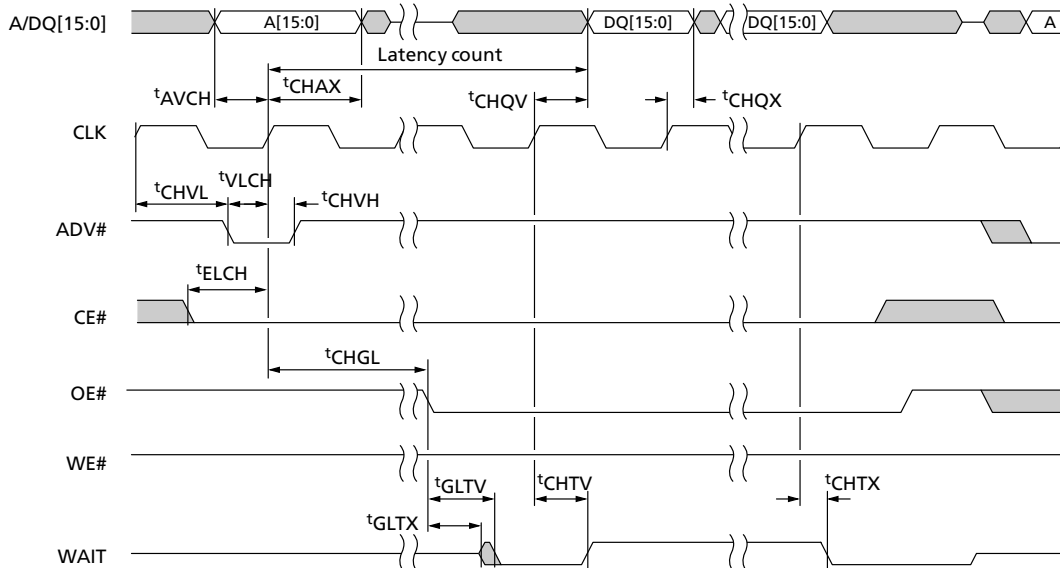 A/DQ[15:0] A[15:0] DQ[15:0] DQ[15:0] A
Latency count
tAVCH tCHAX tCHQV tCHQX
CLK
tCHVL tVLCH tCHVH
ADV#
tELCH
CE#
tCHGL
OE#
WE#
tGLTV tCHTV tCHTX
tGLTX
WAIT